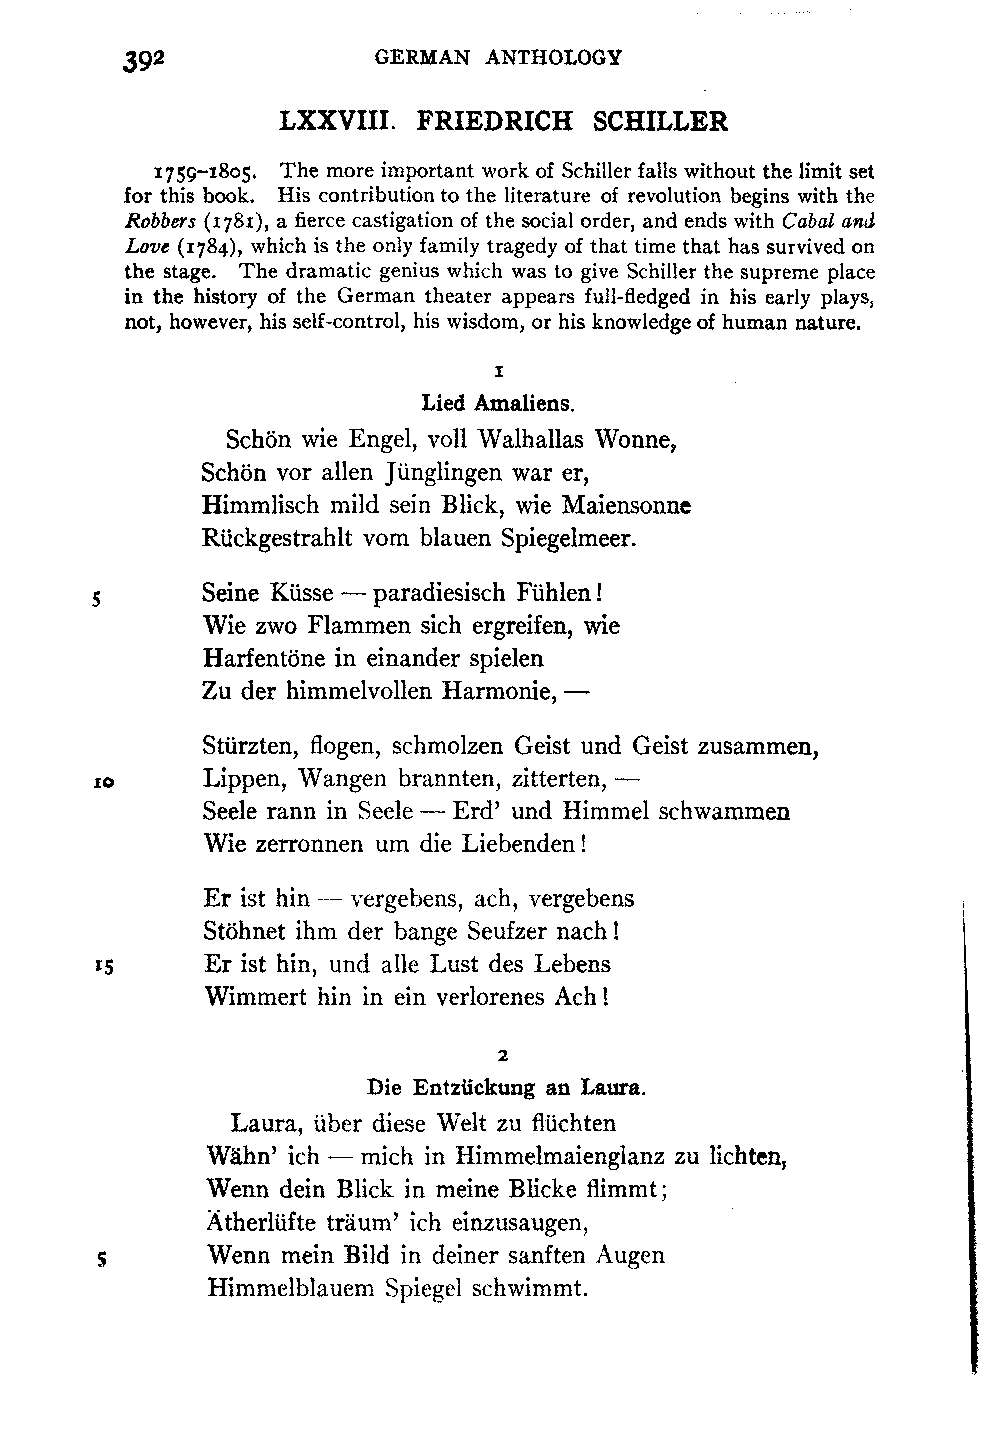 392 GERMAN ANTHOLOGY
LXXVIII. FRIEDRICH SCHILLER
1759–1805. The more important work of Schiller falls without the limit set
for this book. His contribution to the literature of revolution begins with the
Robbers (1781), a fierce castigation of the social order, and ends with Cabal and
Love (1784), which is the only family tragedy of that time that has survived on
the stage. The dramatic genius which was to give Schiller the supreme place
in the history of the German theater appears full-fledged in his early plays,
not, however, his self-control, his wisdom, or his knowledge of human nature.
1
Lied Amaliens.
Schön wie Engel, voll Walhallas Wonne,
Schön vor allen Jünglingen war er,
Himmlisch mild sein Blick, wie Maiensonne
Rückgestrahlt vom blauen Spiegelmeer.
5 Seine Küsse — paradiesisch Fühlen!
Wie zwo Flammen sich ergreifen, wie
Harfentöne in einander spielen
Zu der himmelvollen Harmonie, —
Stürzten, flogen, schmolzen Geist und Geist zusammen,
10 Lippen, Wangen brannten, zitterten, —
Seele rann in Seele — Erd’ und Himmel schwammen
Wie zerronnen um die Liebenden!
Er ist hin — vergebens, ach, vergebens
Stöhnet ihm der bange Seufzer nach!
15 Er ist hin, und alle Lust des Lebens
Wimmert hin in ein verlorenes Ach!
2
Die Entzückung an Laura.
Laura, über diese Welt zu flüchten
Wähn’ ich — mich in Himmelmaienglanz zu lichten,
Wenn dein Blick in meine Blicke flimmt;
Ätherlüfte träum’ ich einzusaugen,
5 Wenn mein Bild in deiner sanften Augen
Himmelblauem Spiegel schwimmt.